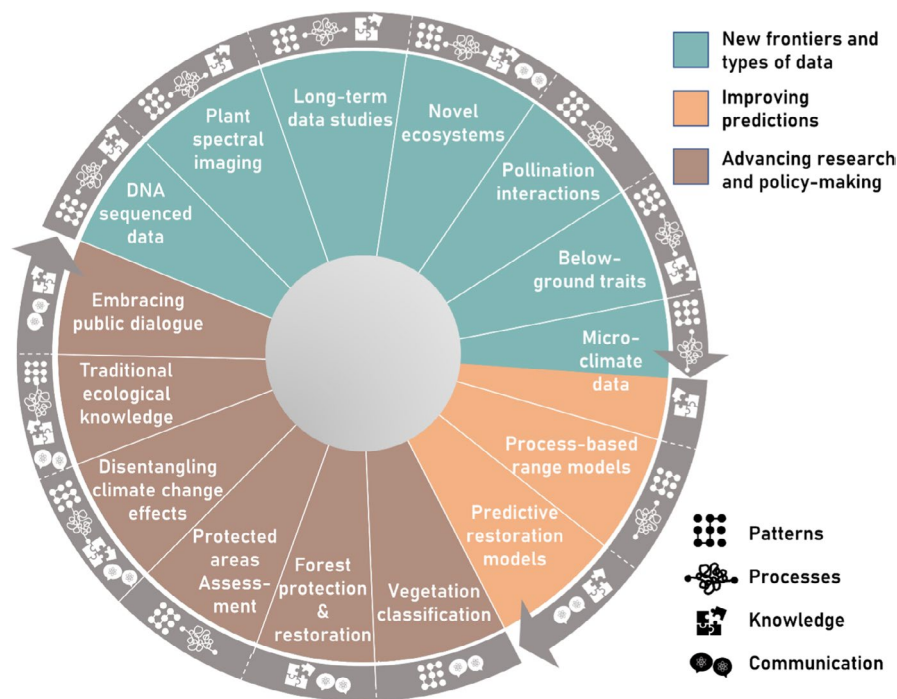 New frontiers and
types of data
Improving
predictions
Advancing research
and policy-making
Long-term
data studies
Novel
ecosystems
Pollination
interactions
Below-
ground traits
Micro-
climate
data
Process-based
range models
Predictive
restoration
models
Vegetation
classification
Forest
protection
&
restoration
Protected
areas
Assess-
ment
Disentangling
climate change
effects
Traditional
ecological
knowledge
Embracing
public dialogue
DNA
sequenced
data
Plant
spectral
imaging
Patterns
Processes
Knowledge
Communication